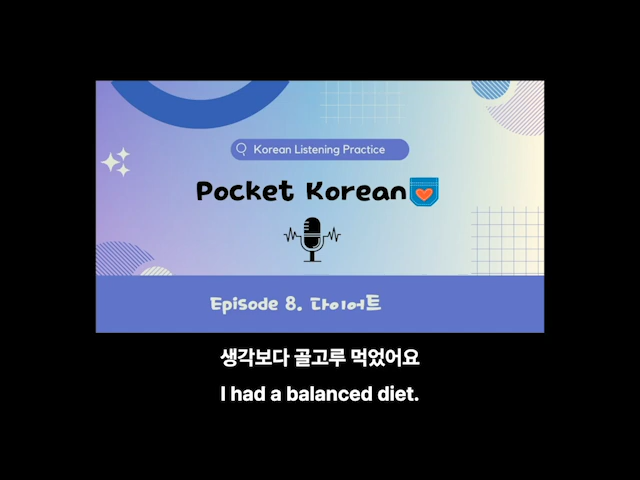 Korean Listening Practice
Pocket Korean
Episode 8. 다이어트
생각보다 골고루 먹었어요
I had a balanced diet.